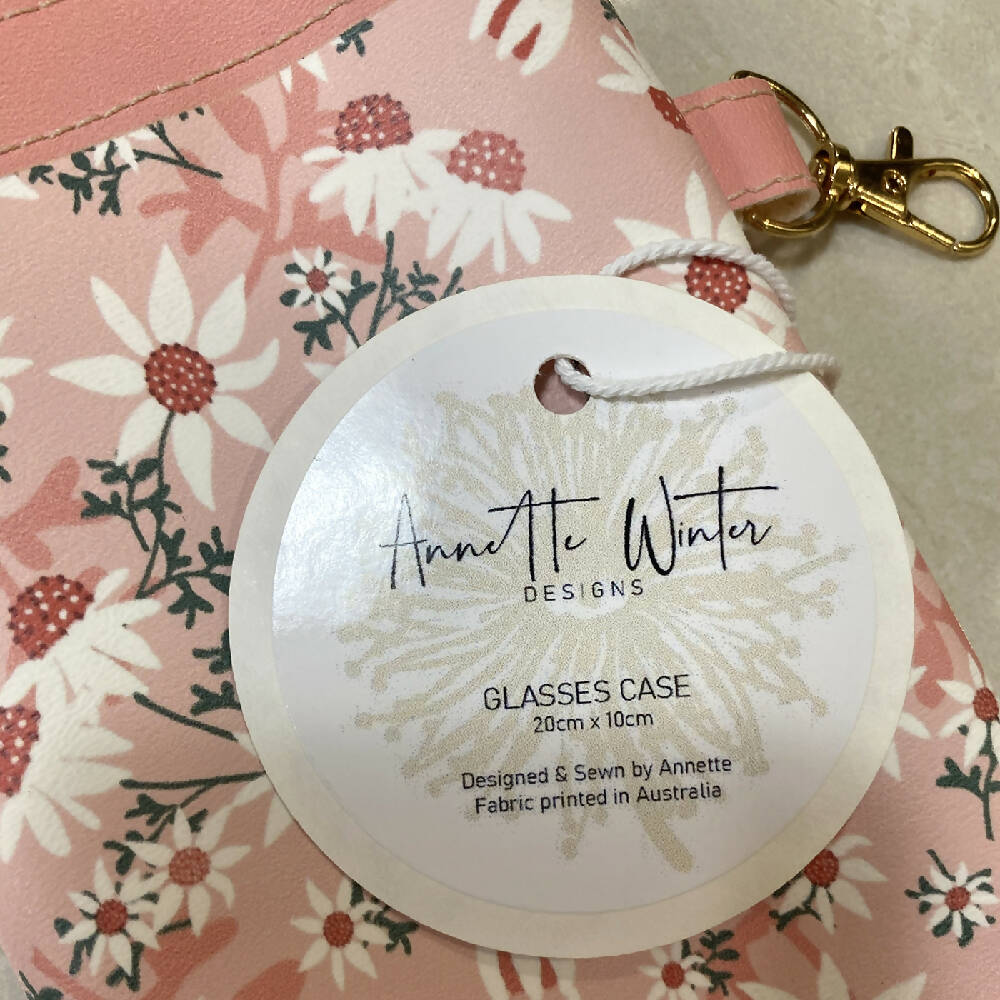 Annette Winter
DESIGNS
GLASSES CASE
20cm x 10cm
Designed & Sewn by Annette
Fabric printed in Australia